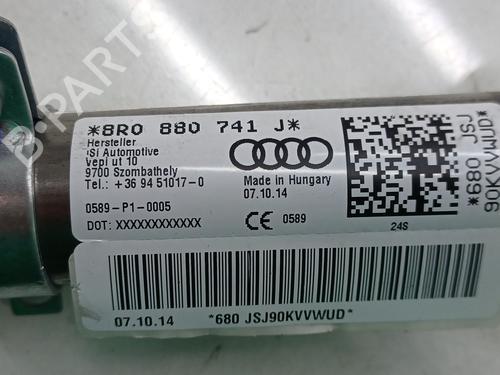 *8R0 880 741 J*
Hersteller
iSi Automotive
Vepi ut 10
9700 Szombathely
Tel.: +36 94 51017-0
Made in Hungary
07.10.14
0589-P1-0005
DOT: XXXXXXXXXXXX
CE 0589
24S
*680 JSJ
90KVVWUD*
07.10.14
*680 JSJ90KVVWUD*
B-PARTS